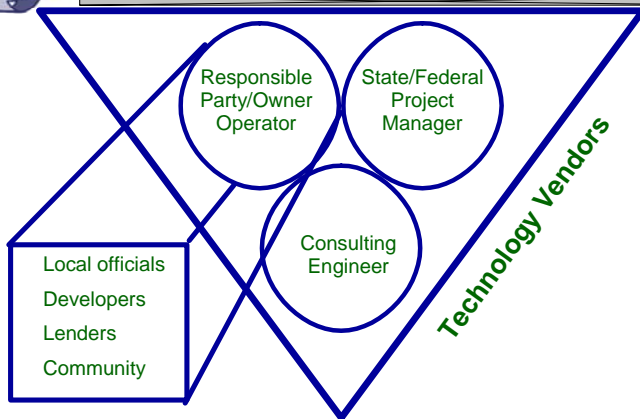 Responsible
Party/Owner
Operator
State/Federal
Project
Manager
Consulting
Engineer
Technology Vendors
Local officials
Developers
Lenders
Community